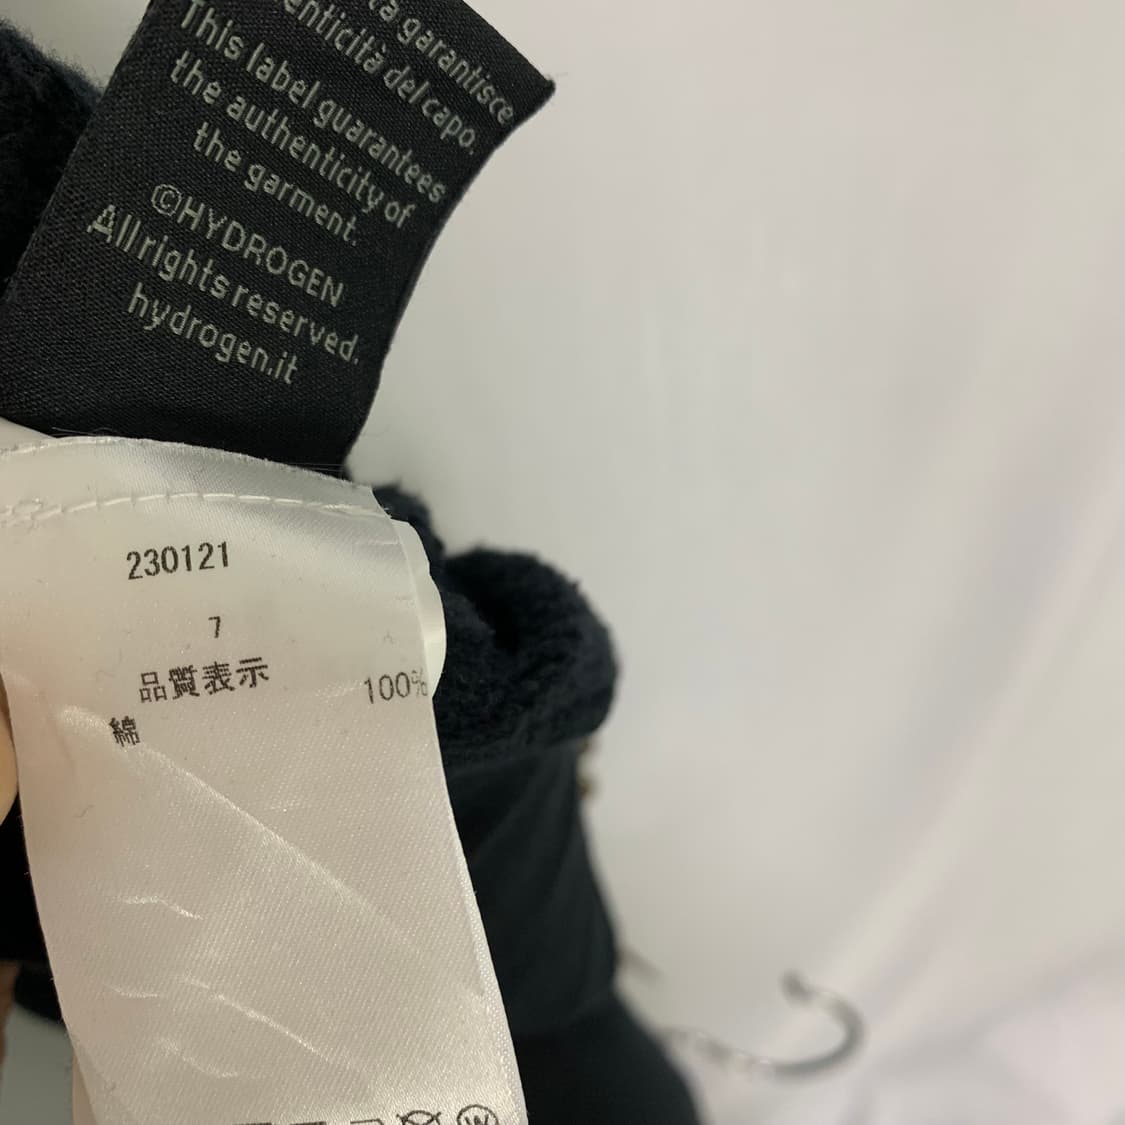 garantisce
del capo.
This label guarantees
the authenticity of
the garment.
©HYDROGEN
All rights reserved.
hydrogen.it
230121
7
品質表示
綿 100%
W